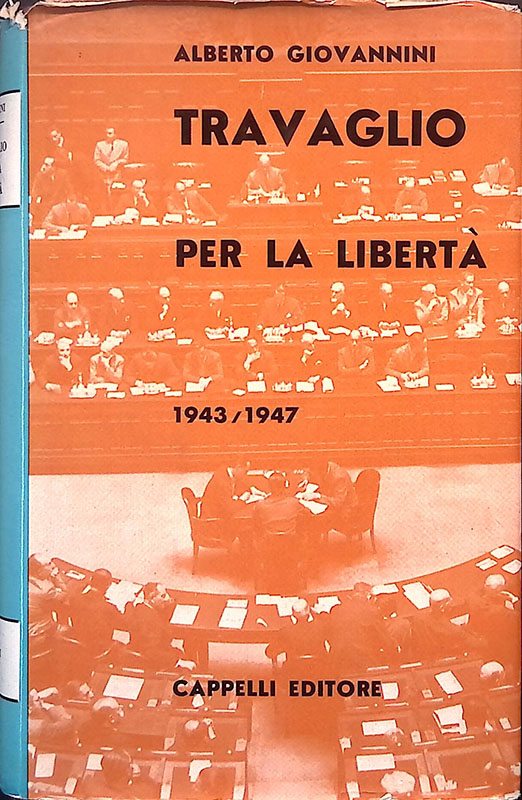 ALBERTO GIOVANNINI
TRAVAGLIO
PER LA LIBERTÀ
1943/1947
CAPPELLI EDITORE